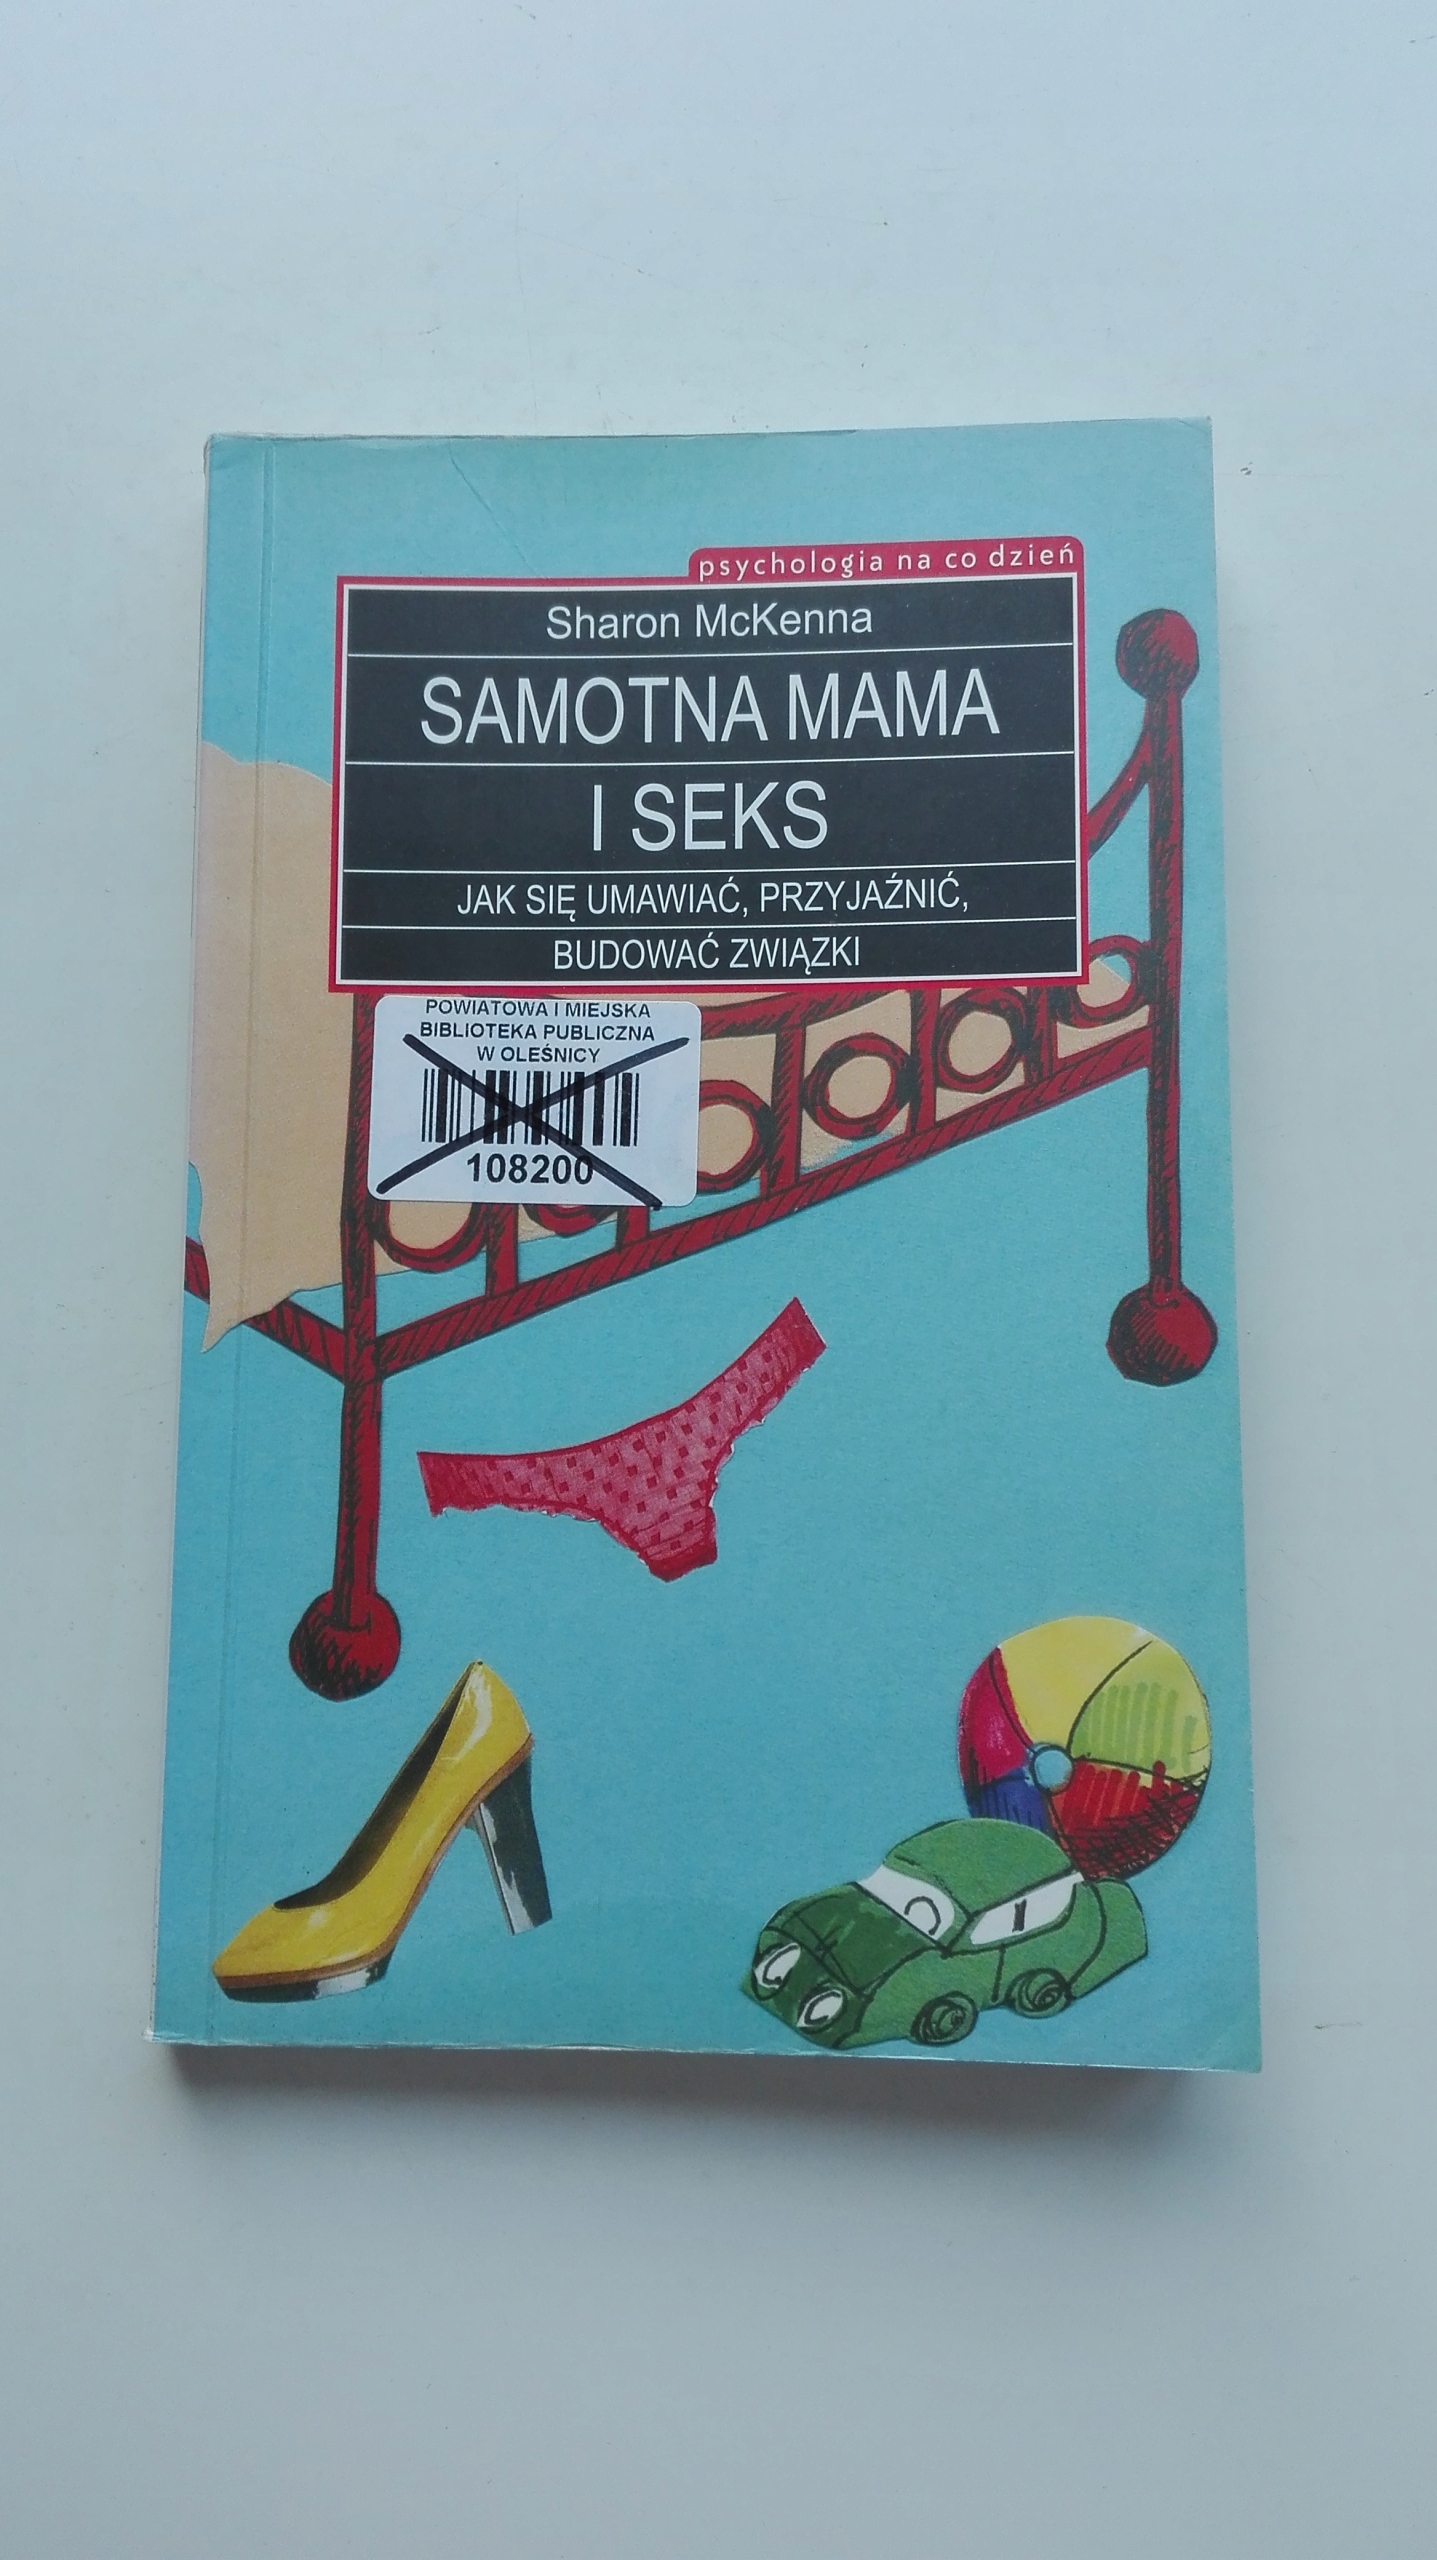 psychologia na co dzień
Sharon McKenna
SAMOTNA MAMA
I SEKS
JAK SIĘ UMAWIAĆ, PRZYJAŹNIĆ,
BUDOWAĆ ZWIĄZKI
POWIATOWA I MIEJSKA
BIBLIOTEKA PUBLICZNA
W OLEŚNICY
108200